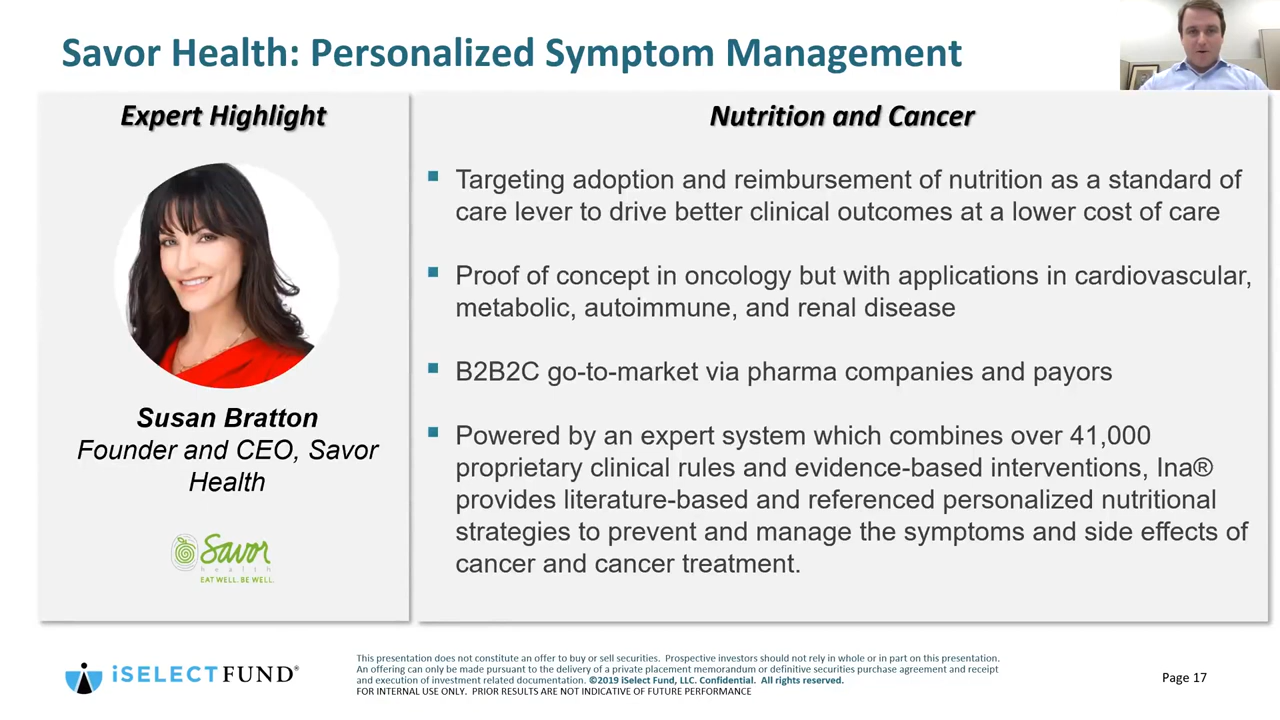 Savor Health: Personalized Symptom Management
Expert Highlight
Susan Bratton
Founder and CEO, Savor
Health
Savor
health
EAT WELL. BE WELL.
Nutrition and Cancer
▪ Targeting adoption and reimbursement of nutrition as a standard of
care lever to drive better clinical outcomes at a lower cost of care
▪ Proof of concept in oncology but with applications in cardiovascular,
metabolic, autoimmune, and renal disease
▪ B2B2C go-to-market via pharma companies and payors
▪ Powered by an expert system which combines over 41,000
proprietary clinical rules and evidence-based interventions, Ina®
provides literature-based and referenced personalized nutritional
strategies to prevent and manage the symptoms and side effects of
cancer and cancer treatment.
iSELECTFUND®
This presentation does not constitute an offer to buy or sell securities. Prospective investors should not rely in whole or in part on this presentation.
An offering can only be made pursuant to the delivery of a private placement memorandum or definitive securities purchase agreement and receipt
and execution of investment related documentation. ©2019 iSelect Fund, LLC. Confidential. All rights reserved.
FOR INTERNAL USE ONLY. PRIOR RESULTS ARE NOT INDICATIVE OF FUTURE PERFORMANCE
Page 17